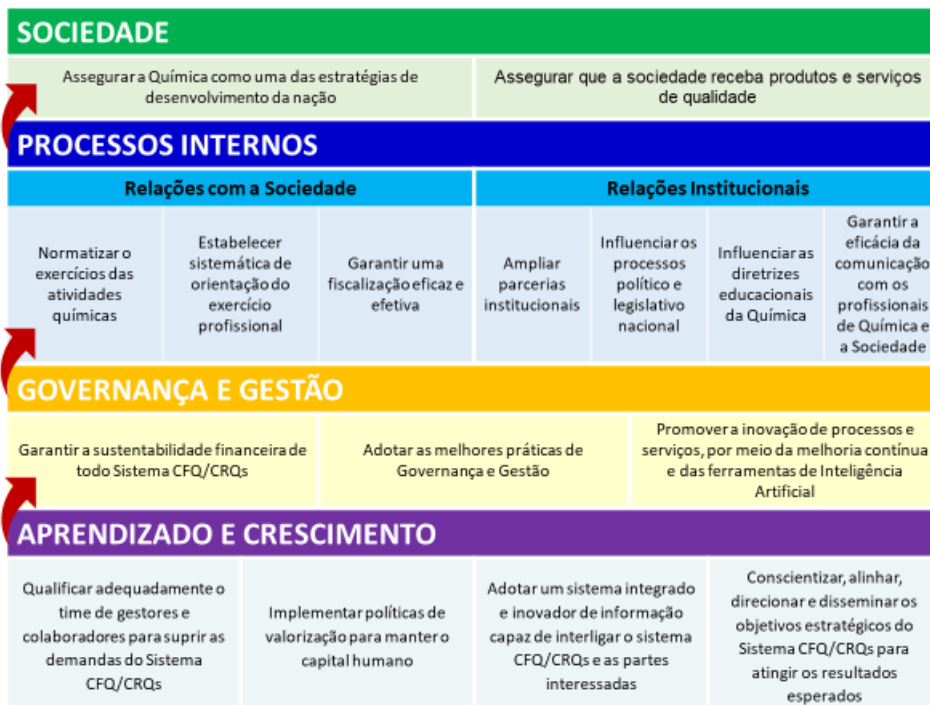 SOCIEDADE
Assegurar a Química como uma das estratégias de
desenvolvimento da nação
Assegurar que a sociedade receba produtos e serviços
de qualidade
PROCESSOS INTERNOS
Relações com a Sociedade
Relações Institucionais
Normatizar o
exercícios das
atividades
químicas
Estabelecer
sistemática de
orientação do
exercício
profissional
Garantir uma
fiscalização eficaz e
efetiva
Ampliar
parcerias
institucionais
Influenciar os
processos
político e
legislativo
nacional
Influenciar as
diretrizes
educacionais
da Química
Garantir a
eficácia da
comunicação
com os
profissionais
de Química e
a Sociedade
GOVERNANÇA E GESTÃO
Garantir a sustentabilidade financeira de
todo Sistema CFQ/CRQs
Adotar as melhores práticas de
Governança e Gestão
Promover a inovação de processos e
serviços, por meio da melhoria contínua
e das ferramentas de Inteligência
Artificial
APRENDIZADO E CRESCIMENTO
Qualificar adequadamente o
time de gestores e
colaboradores para suprir as
demandas do Sistema
CFQ/CRQs
Implementar políticas de
valorização para manter o
capital humano
Adotar um sistema integrado
e inovador de informação
capaz de interligar o sistema
CFQ/CRQs e as partes
interessadas
Conscientizar, alinhar,
direcionar e disseminar os
objetivos estratégicos do
Sistema CFQ/CRQs para
atingir os resultados
esperados